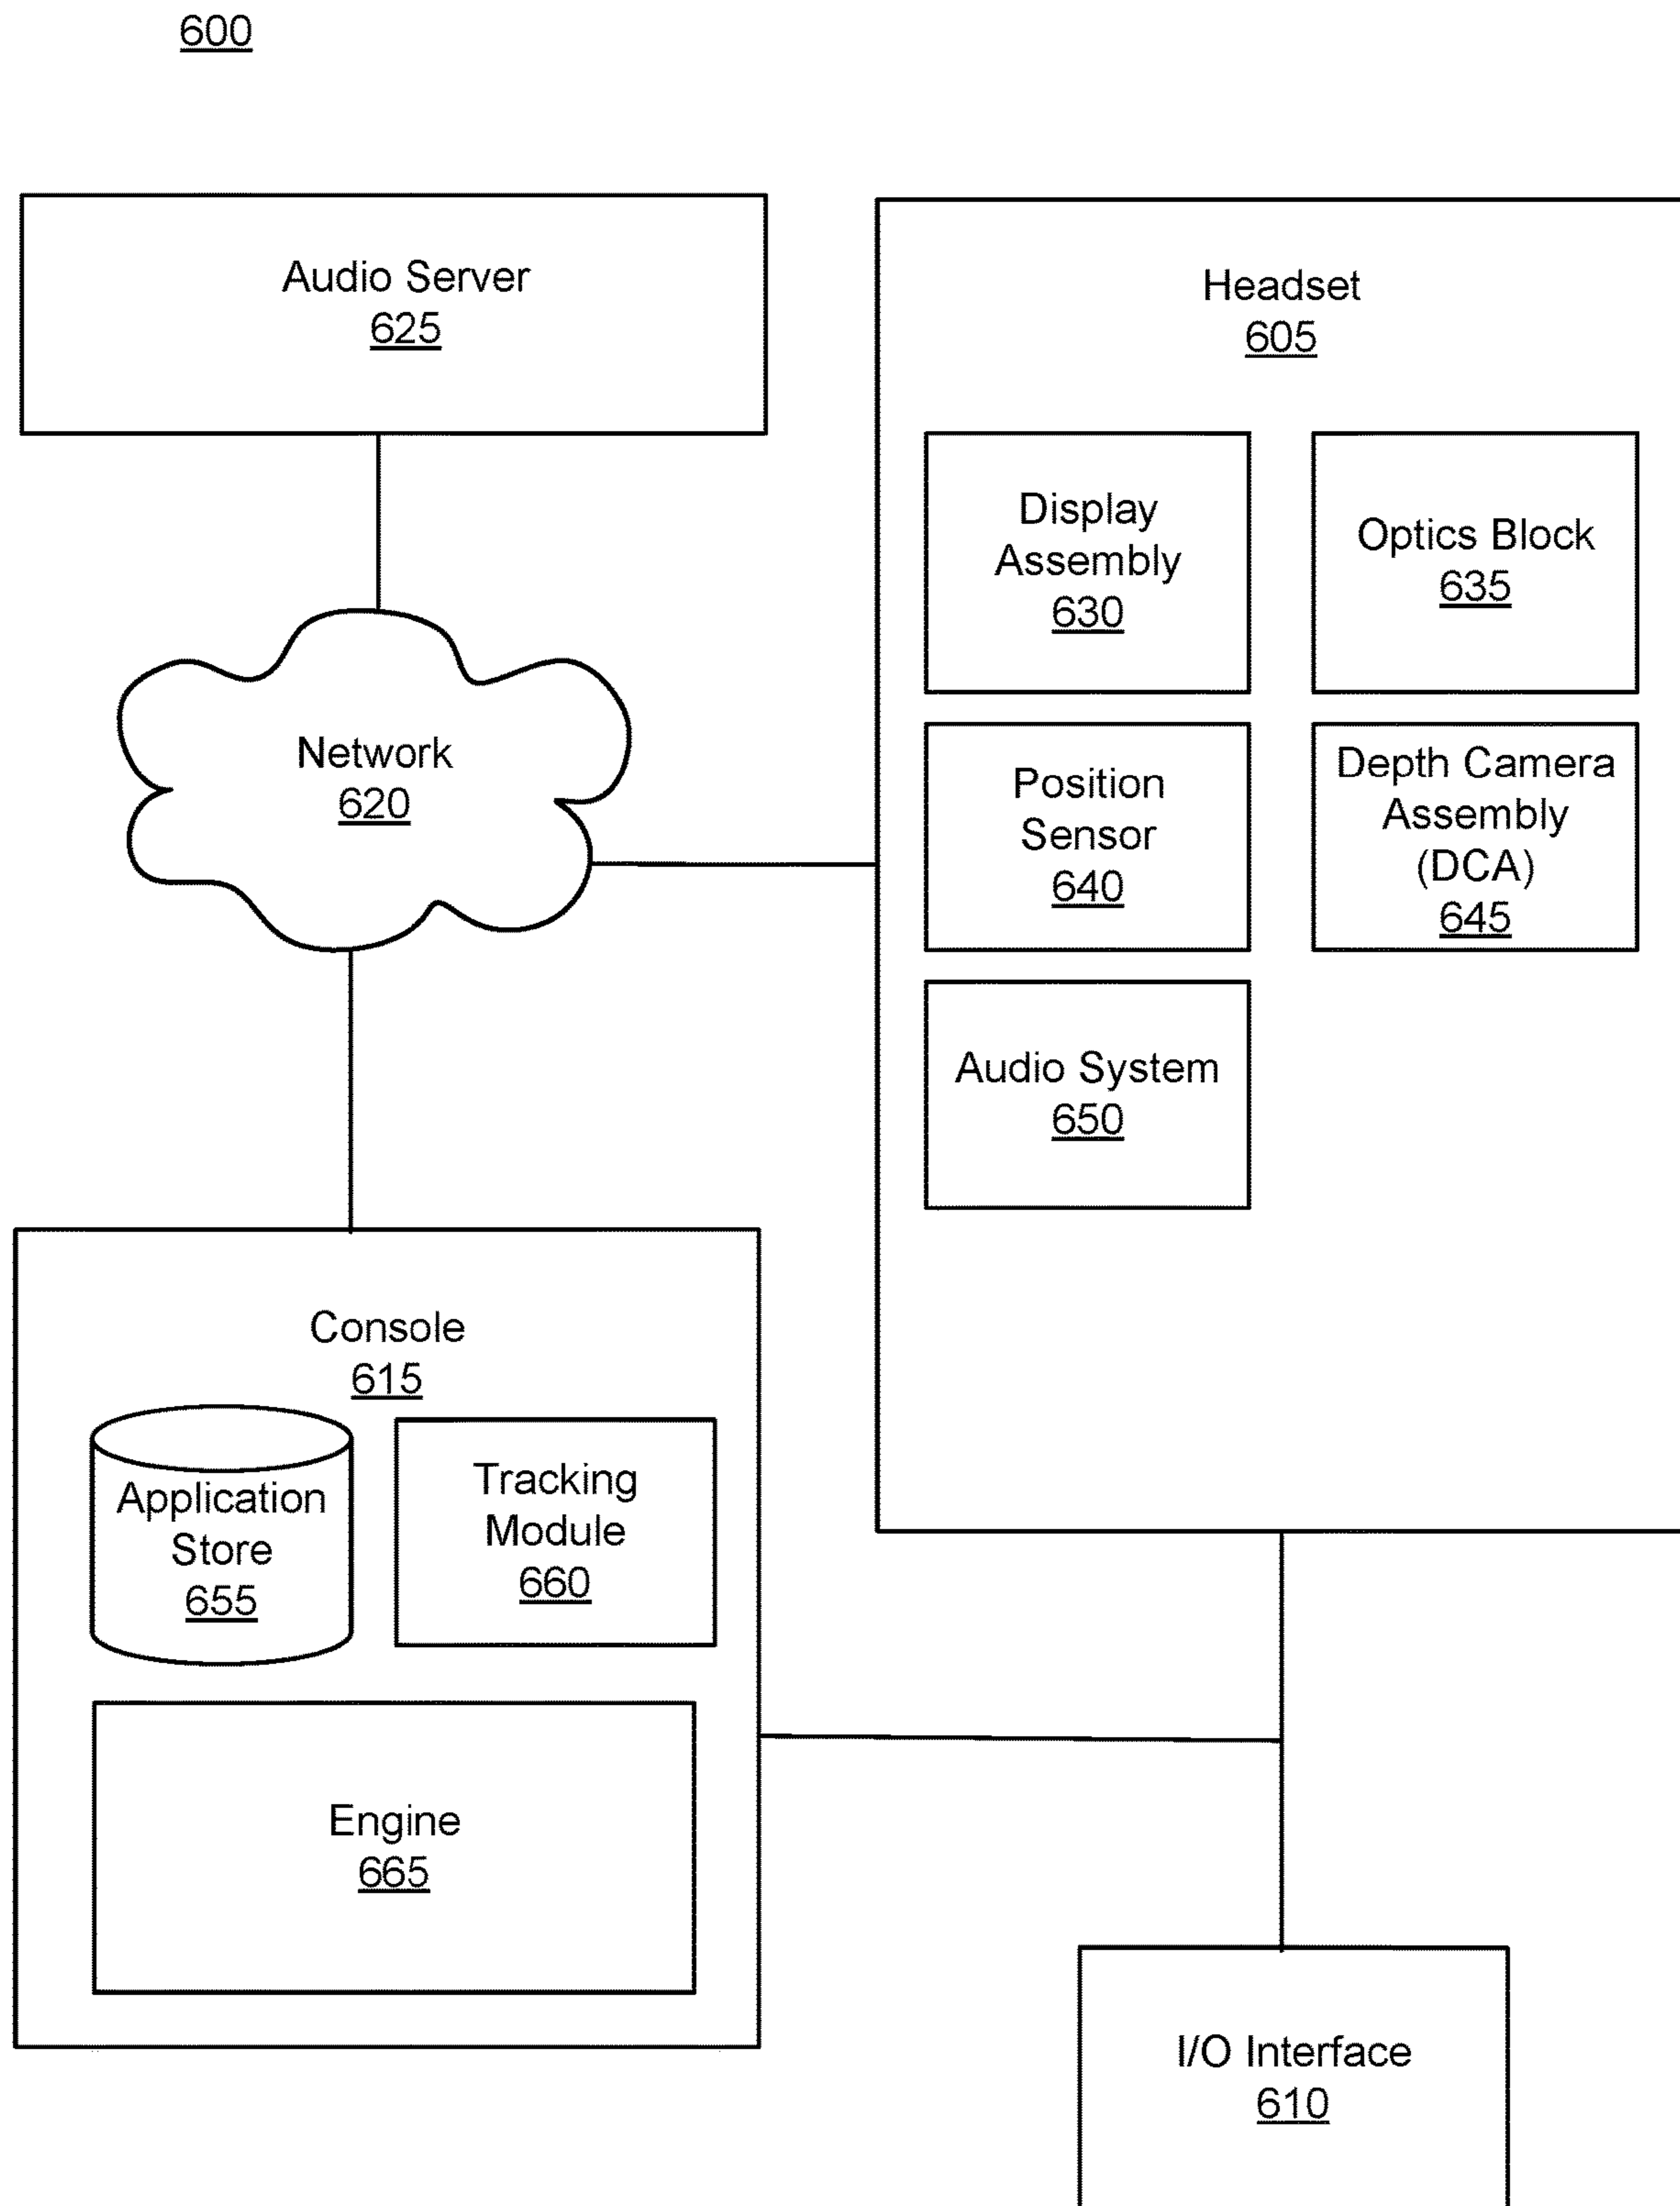 600
Audio Server
625
Headset
605
Display
Assembly
630
Optics Block
635
Network
620
Position
Sensor
640
Depth Camera
Assembly
(DCA)
645
Audio System
650
Console
615
Application
Store
655
Tracking
Module
660
Engine
665
I/O Interface
610